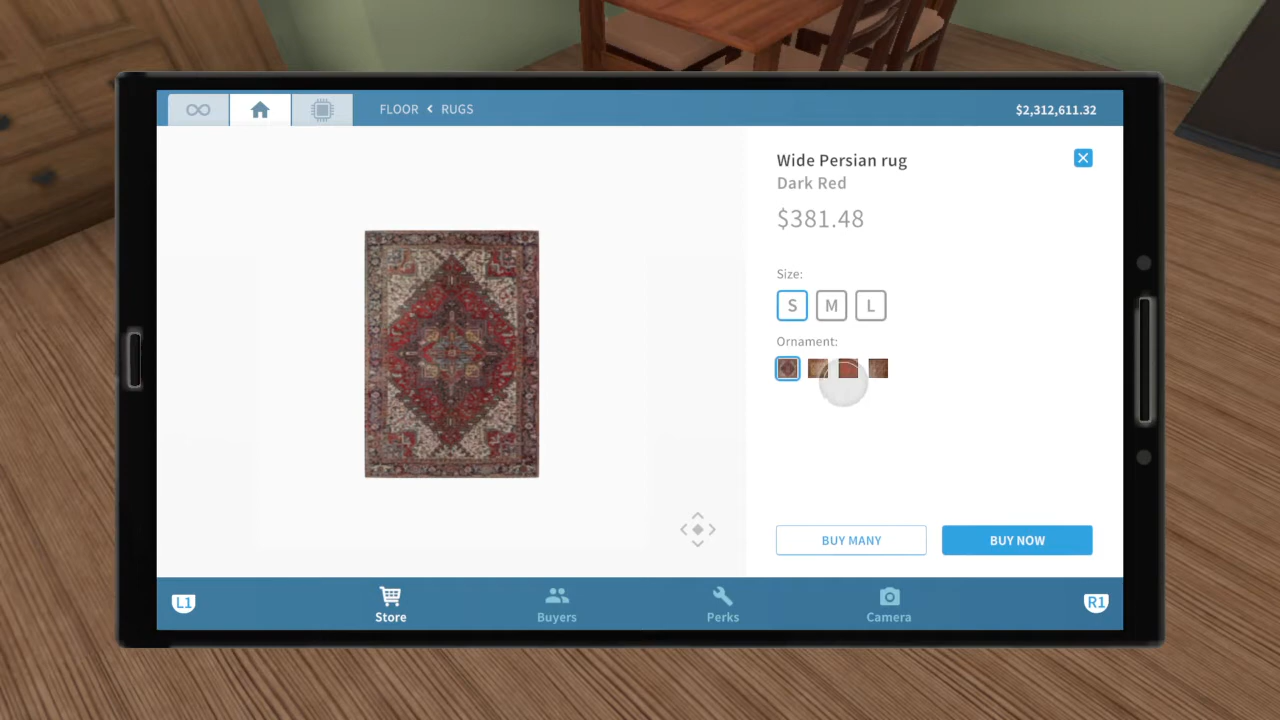 FLOOR < RUGS
$2,312,611.32
Wide Persian rug
Dark Red
$381.48
Size:
S M L
Ornament:
BUY MANY BUY NOW
L1 R1
Store Buyers Perks Camera